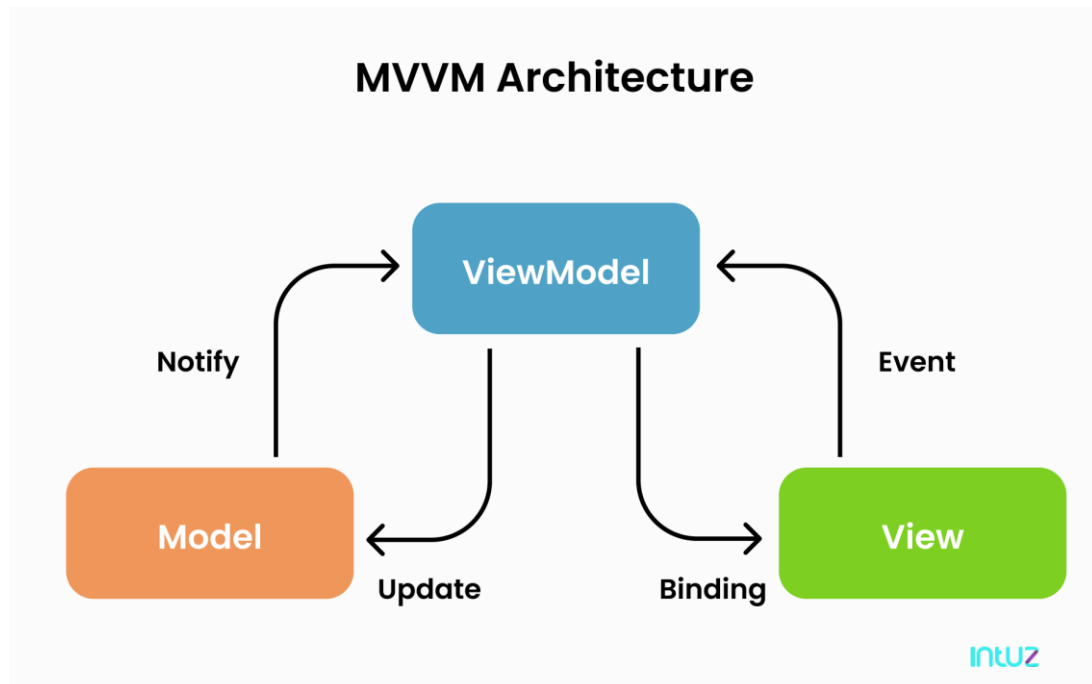 MVVM Architecture
ViewModel
Notify
Event
Model
View
Update
Binding
INtUZ